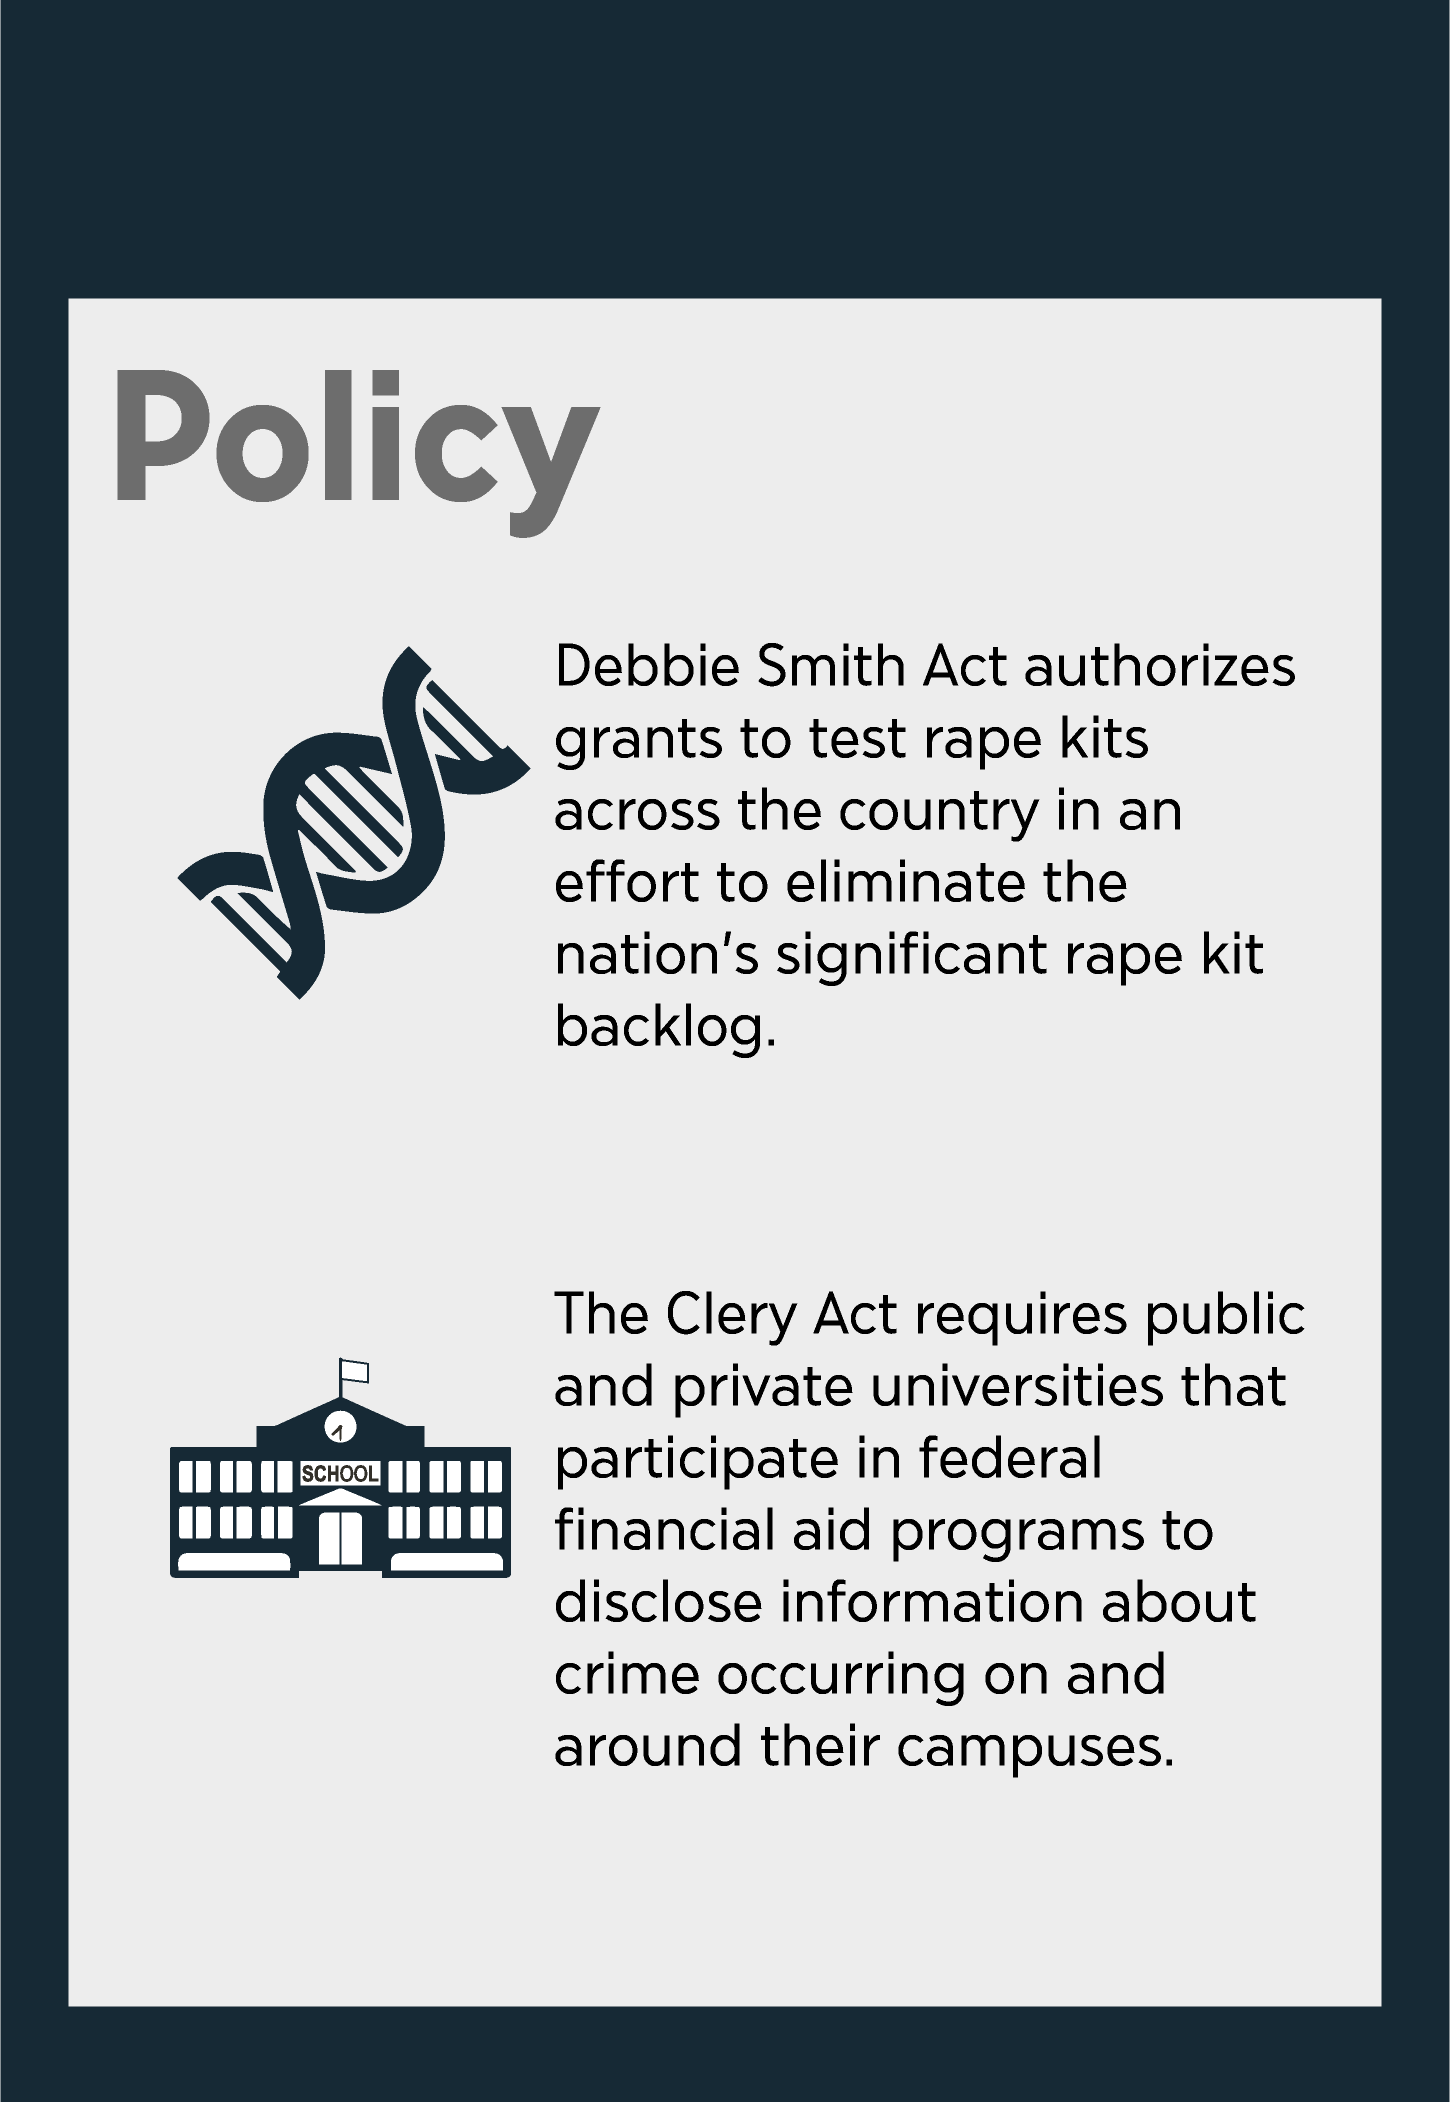 Policy
Debbie Smith Act authorizes
grants to test rape kits
across the country in an
effort to eliminate the
nation's significant rape kit
backlog.
The Clery Act requires public
and private universities that
participate in federal
financial aid programs to
disclose information about
crime occurring on and
around their campuses.
SCHOOL